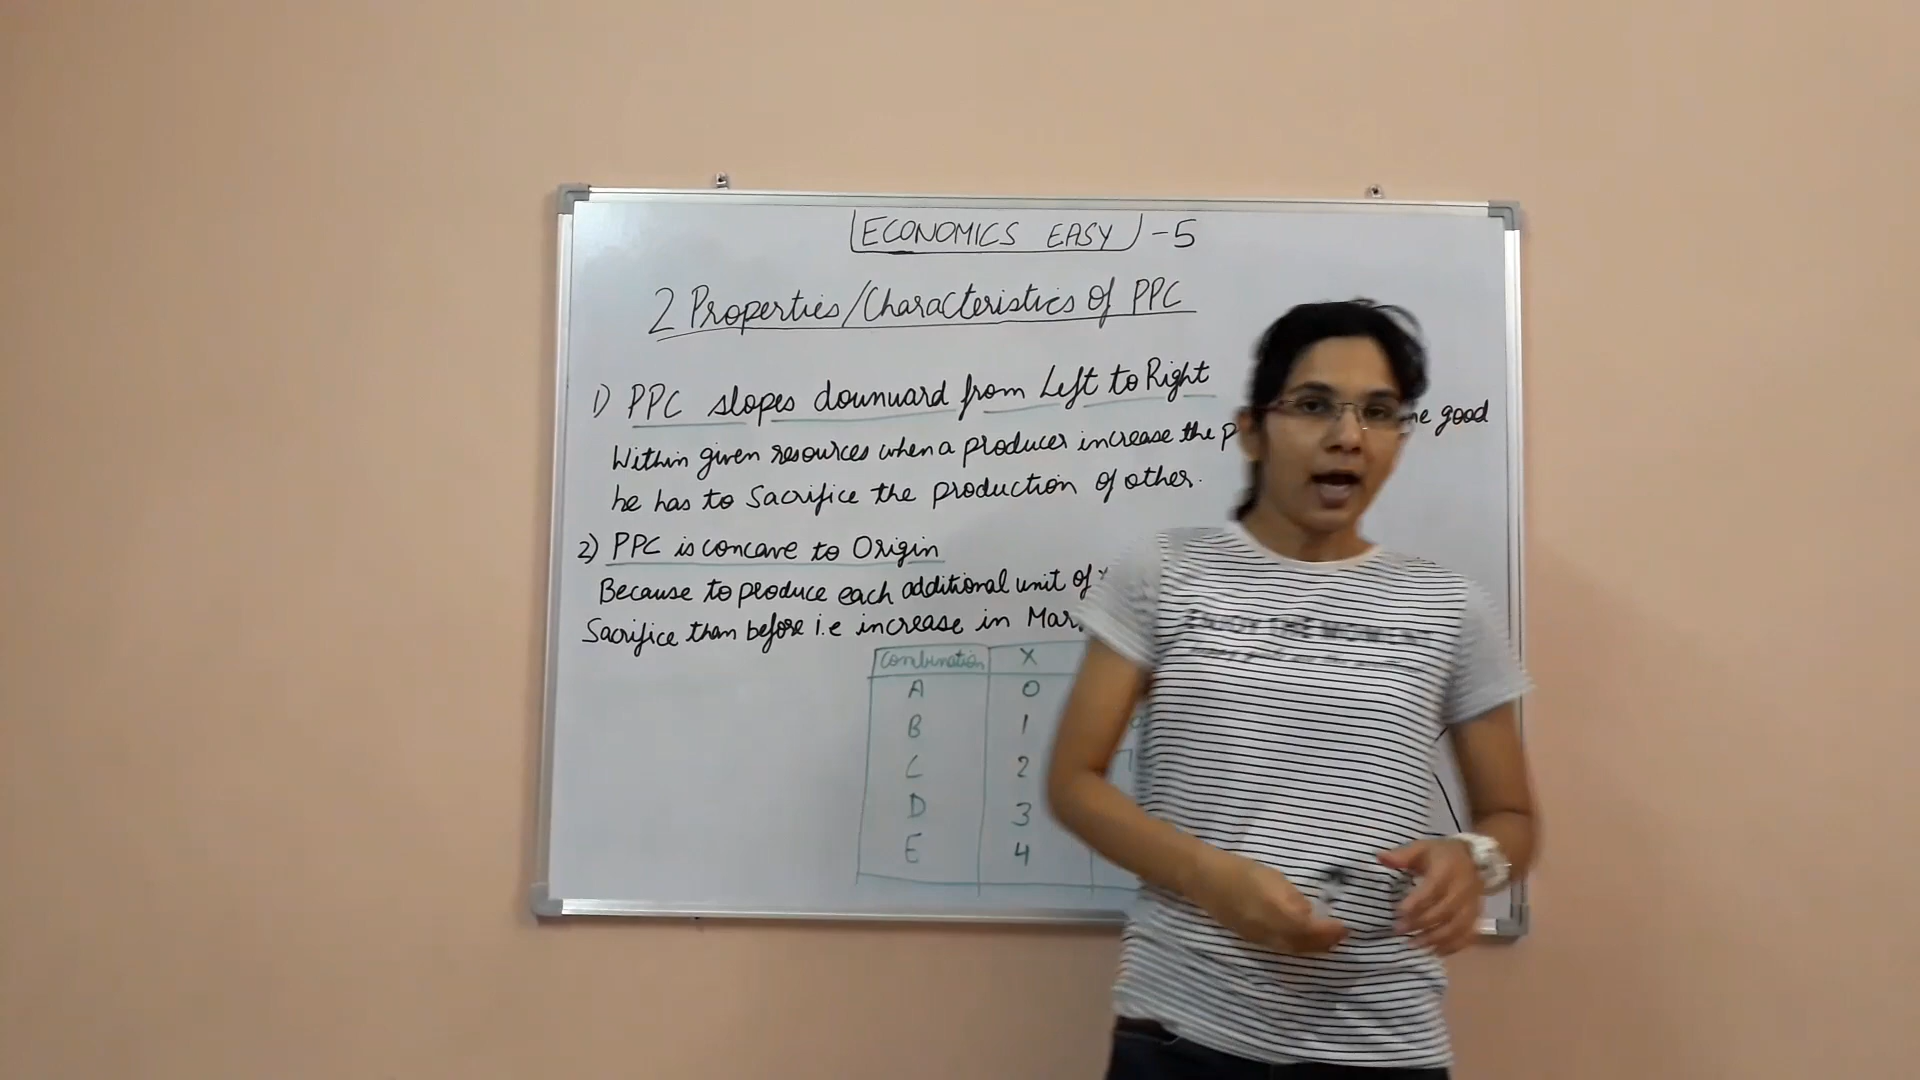 ECONOMICS EASY - 5
2 Properties/Characteristics Of PPC
1) PPC slopes downward from Left to Right
Within given resources when a producer increase the good
he has to Sacrifice the production of other.
2) PPC is concave to Origin
Because to produce each additional unit of
Sacrifice than before i.e increase in
Combination X
A 0
B 1
C 2
D 3
E 4